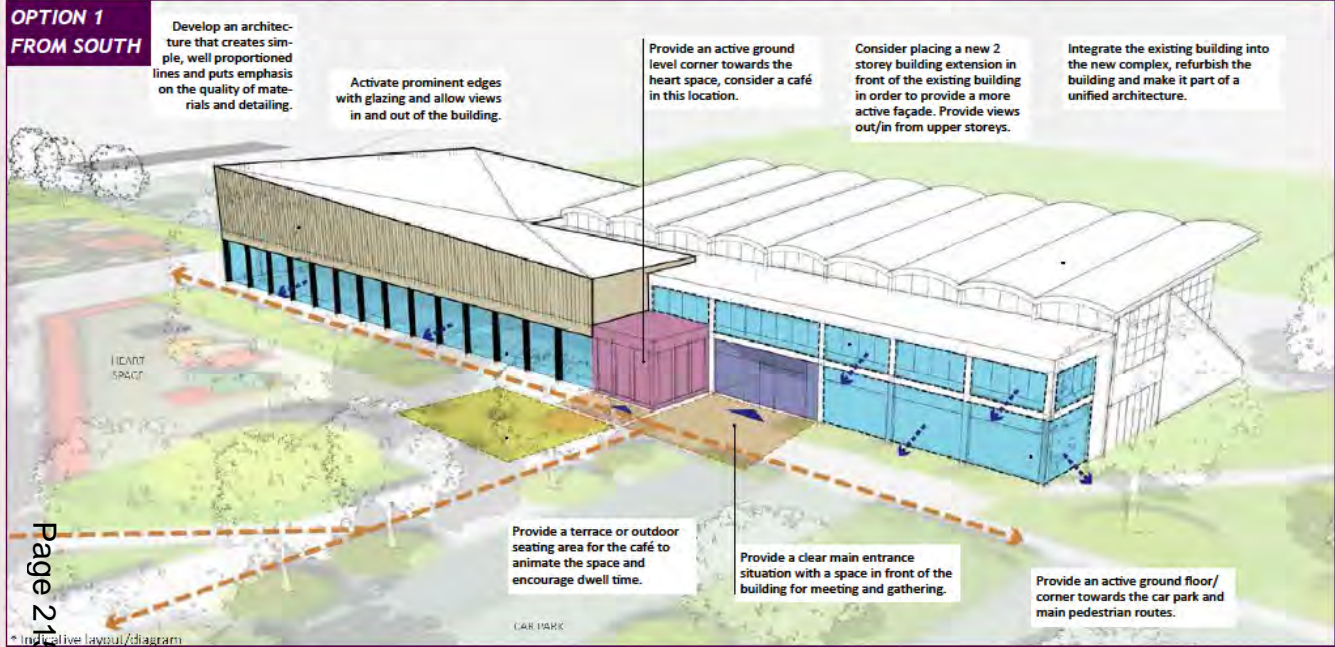 OPTION 1
FROM SOUTH
Develop an architec-
ture that creates sim-
ple, well proportioned
lines and puts emphasis
on the quality of mate-
rials and detailing.
Activate prominent edges
with glazing and allow views
in and out of the building.
Provide an active ground
level corner towards the
heart space, consider a café
in this location.
Consider placing a new 2
storey building extension in
front of the existing building
in order to provide a more
active façade. Provide views
out/in from upper storeys.
Integrate the existing building into
the new complex, refurbish the
building and make it part of a
unified architecture.
HEART
SPACE
Provide a terrace or outdoor
seating area for the café to
animate the space and
encourage dwell time.
Provide a clear main entrance
situation with a space in front of the
building for meeting and gathering.
Provide an active ground floor/
corner towards the car park and
main pedestrian routes.
CAR PARK
* Indicative layout/diagram
Page